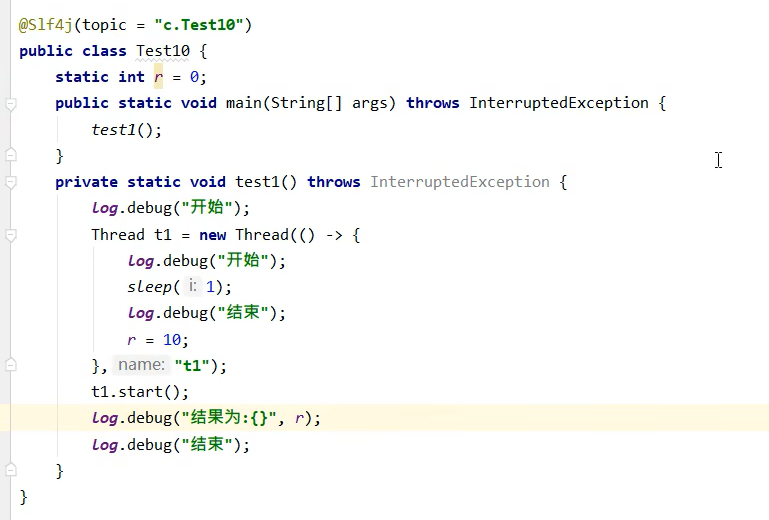 @Slf4j(topic = "c.Test10")
public class Test10 {
    static int r = 0;
    public static void main(String[] args) throws InterruptedException {
        test1();
    }
    private static void test1() throws InterruptedException {
        log.debug("开始");
        Thread t1 = new Thread(() -> {
            log.debug("开始");
            sleep( i: 1);
            log.debug("结束");
            r = 10;
        }, name: "t1");
        t1.start();
        log.debug("结果为:{}", r);
        log.debug("结束");
    }
}